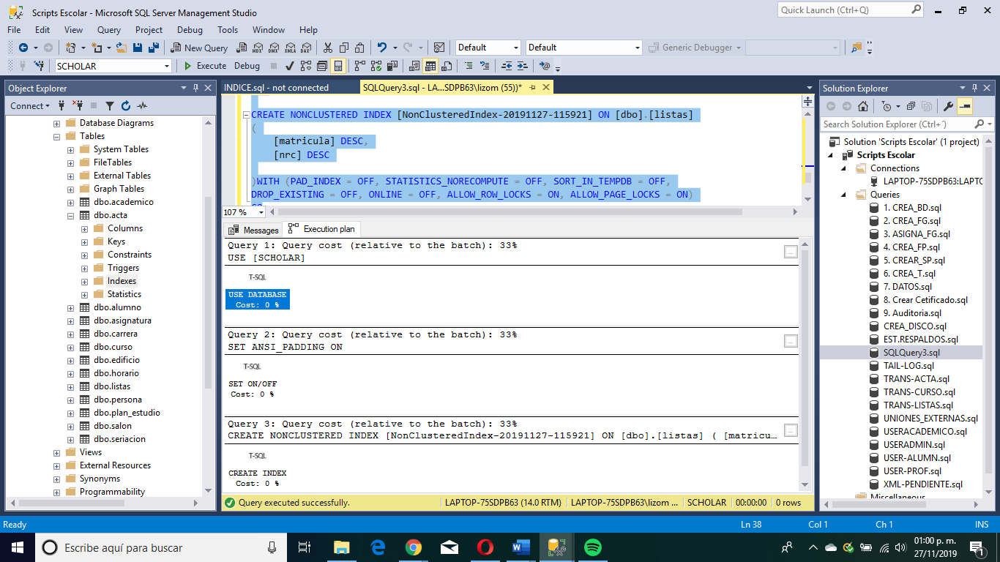 Scripts Escolar - Microsoft SQL Server Management Studio
Quick Launch (Ctrl+Q)
File Edit View Query Project Debug Tools Window Help
New Query MDX DMX XMLA DAX Default Default Generic Debugger
SCHOLAR Execute Debug
Object Explorer
Connect
Database Diagrams
Tables
System Tables
FileTables
External Tables
Graph Tables
dbo.academico
dbo.acta
Columns
Keys
Constraints
Triggers
Indexes
Statistics
dbo.alumno
dbo.asignatura
dbo.carrera
dbo.curso
dbo.edificio
dbo.horario
dbo.listas
dbo.persona
dbo.plan_estudio
dbo.salon
dbo.seriacion
Views
External Resources
Synonyms
Programmability
INDICE.sql - not connected
SQLQuery3.sql - LA...SDPB63\lizom (55))*
CREATE NONCLUSTERED INDEX [NonClusteredIndex-20191127-115921] ON [dbo].[listas]
(
[matricula] DESC,
[nrc] DESC
)WITH (PAD_INDEX = OFF, STATISTICS_NORECOMPUTE = OFF, SORT_IN_TEMPDB = OFF,
DROP_EXISTING = OFF, ONLINE = OFF, ALLOW_ROW_LOCKS = ON, ALLOW_PAGE_LOCKS = ON)
107 %
Messages Execution plan
Query 1: Query cost (relative to the batch): 33%
USE [SCHOLAR]
T-SQL
USE DATABASE
Cost: 0 %
Query 2: Query cost (relative to the batch): 33%
SET ANSI_PADDING ON
T-SQL
SET ON/OFF
Cost: 0 %
Query 3: Query cost (relative to the batch): 33%
CREATE NONCLUSTERED INDEX [NonClusteredIndex-20191127-115921] ON [dbo].[listas] ( [matricu...
T-SQL
CREATE INDEX
Cost: 0 %
Query executed successfully. LAPTOP-75SDPB63 (14.0 RTM) LAPTOP-75SDPB63\lizom ... SCHOLAR 00:00:00 0 rows
Solution Explorer
Search Solution Explorer (Ctrl+´)
Solution 'Scripts Escolar' (1 project)
Scripts Escolar
Connections
LAPTOP-75SDPB63:LAPTO
Queries
1. CREA_BD.sql
2. CREA_FG.sql
3. ASIGNA_FG.sql
4. CREA_FP.sql
5. CREAR_SP.sql
6. CREA_T.sql
7. DATOS.sql
8. Crear Cetificado.sql
9. Auditoria.sql
CREA_DISCO.sql
EST.RESPALDOS.sql
SQLQuery3.sql
TAIL-LOG.sql
TRANS-ACTA.sql
TRANS-CURSO.sql
TRANS-LISTAS.sql
UNIONES_EXTERNAS.sql
USERACADEMICO.sql
USERADMIN.sql
USER-ALUMN.sql
USER-PROF.sql
XML-PENDIENTE.sql
Miscellaneous
Ready Ln 38 Col 1 Ch 1 INS
Escribe aquí para buscar
01:00 p. m.
27/11/2019
1